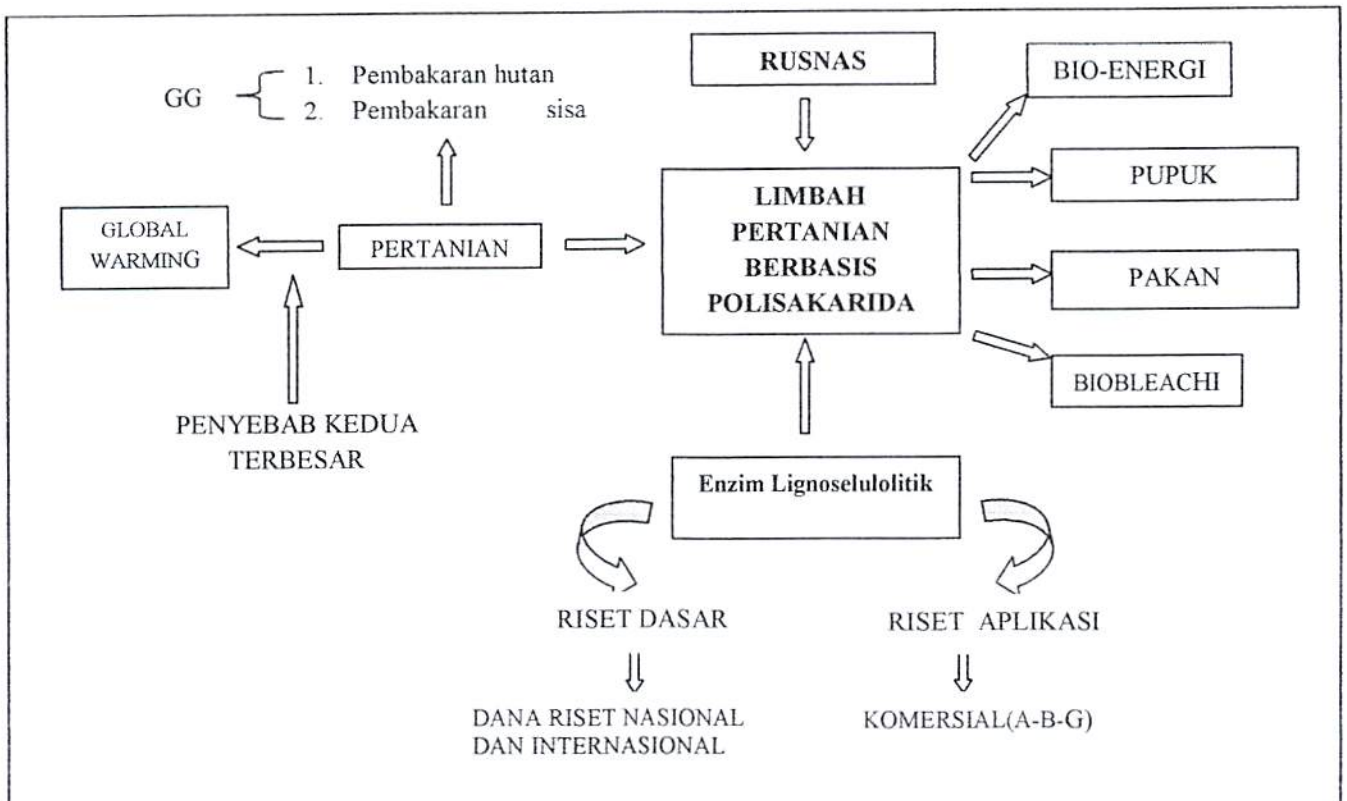 GG
1. Pembakaran hutan
2. Pembakaran sisa
RUSNAS
BIO-ENERGI
PUPUK
PAKAN
BIOBLEACHI
GLOBAL
WARMING
PERTANIAN
LIMBAH
PERTANIAN
BERBASIS
POLISAKARIDA
PENYEBAB KEDUA
TERBESAR
Enzim Lignoselulolitik
RISET DASAR
RISET APLIKASI
DANA RISET NASIONAL
DAN INTERNASIONAL
KOMERSIAL(A-B-G)